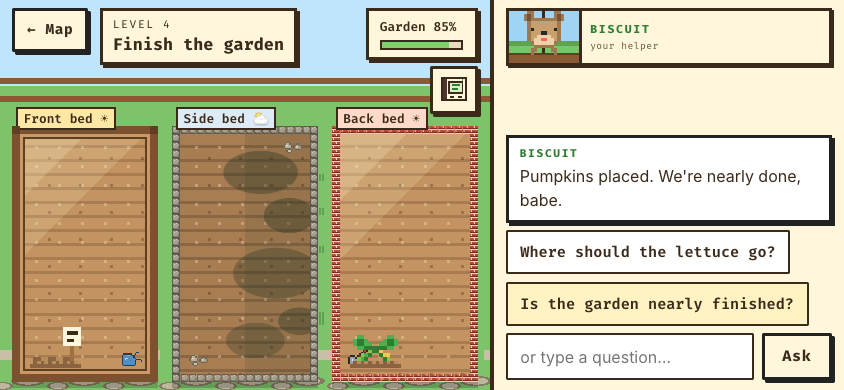 ← Map
LEVEL 4
Finish the garden
Garden 85%
Front bed ☀
Side bed ⛅
Back bed ☀
BISCUIT
your helper
BISCUIT
Pumpkins placed. We're nearly done,
babe.
Where should the lettuce go?
Is the garden nearly finished?
or type a question...
Ask